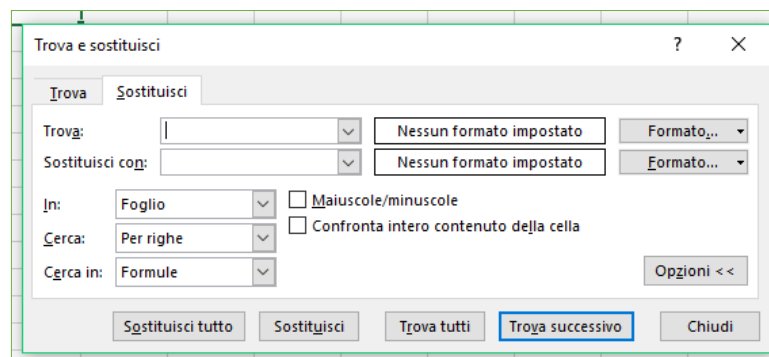 Trova e sostituisci ?
Trova Sostituisci
Trova: Nessun formato impostato Formato...
Sostituisci con: Nessun formato impostato Formato...
In: Foglio Maiuscole/minuscole
Confronta intero contenuto della cella
Cerca: Per righe
Cerca in: Formule Opzioni <<
Sostituisci tutto Sostituisci Trova tutti Trova successivo Chiudi